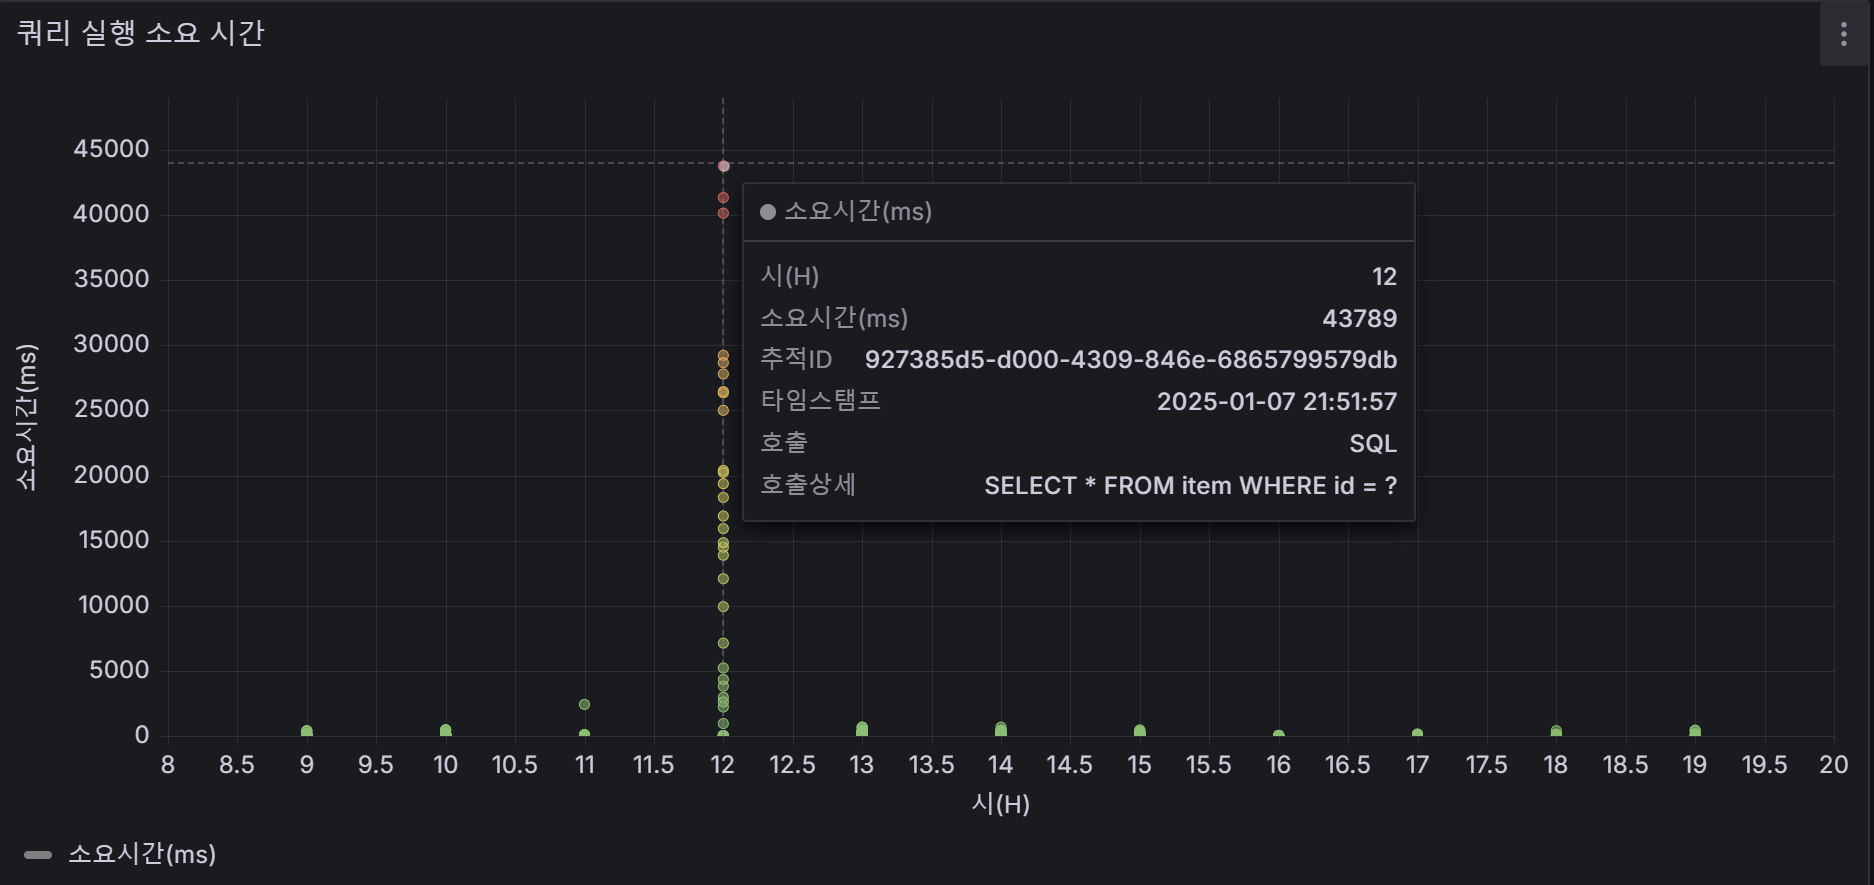 쿼리 실행 소요 시간
45000
40000
35000
30000
25000
20000
15000
10000
5000
0
소요시간(ms)
소요시간(ms)
시(H) 12
소요시간(ms) 43789
추적ID 927385d5-d000-4309-846e-6865799579db
타임스탬프 2025-01-07 21:51:57
호출 SQL
호출상세 SELECT * FROM item WHERE id = ?
8 8.5 9 9.5 10 10.5 11 11.5 12 12.5 13 13.5 14 14.5 15 15.5 16 16.5 17 17.5 18 18.5 19 19.5 20
시(H)
소요시간(ms)